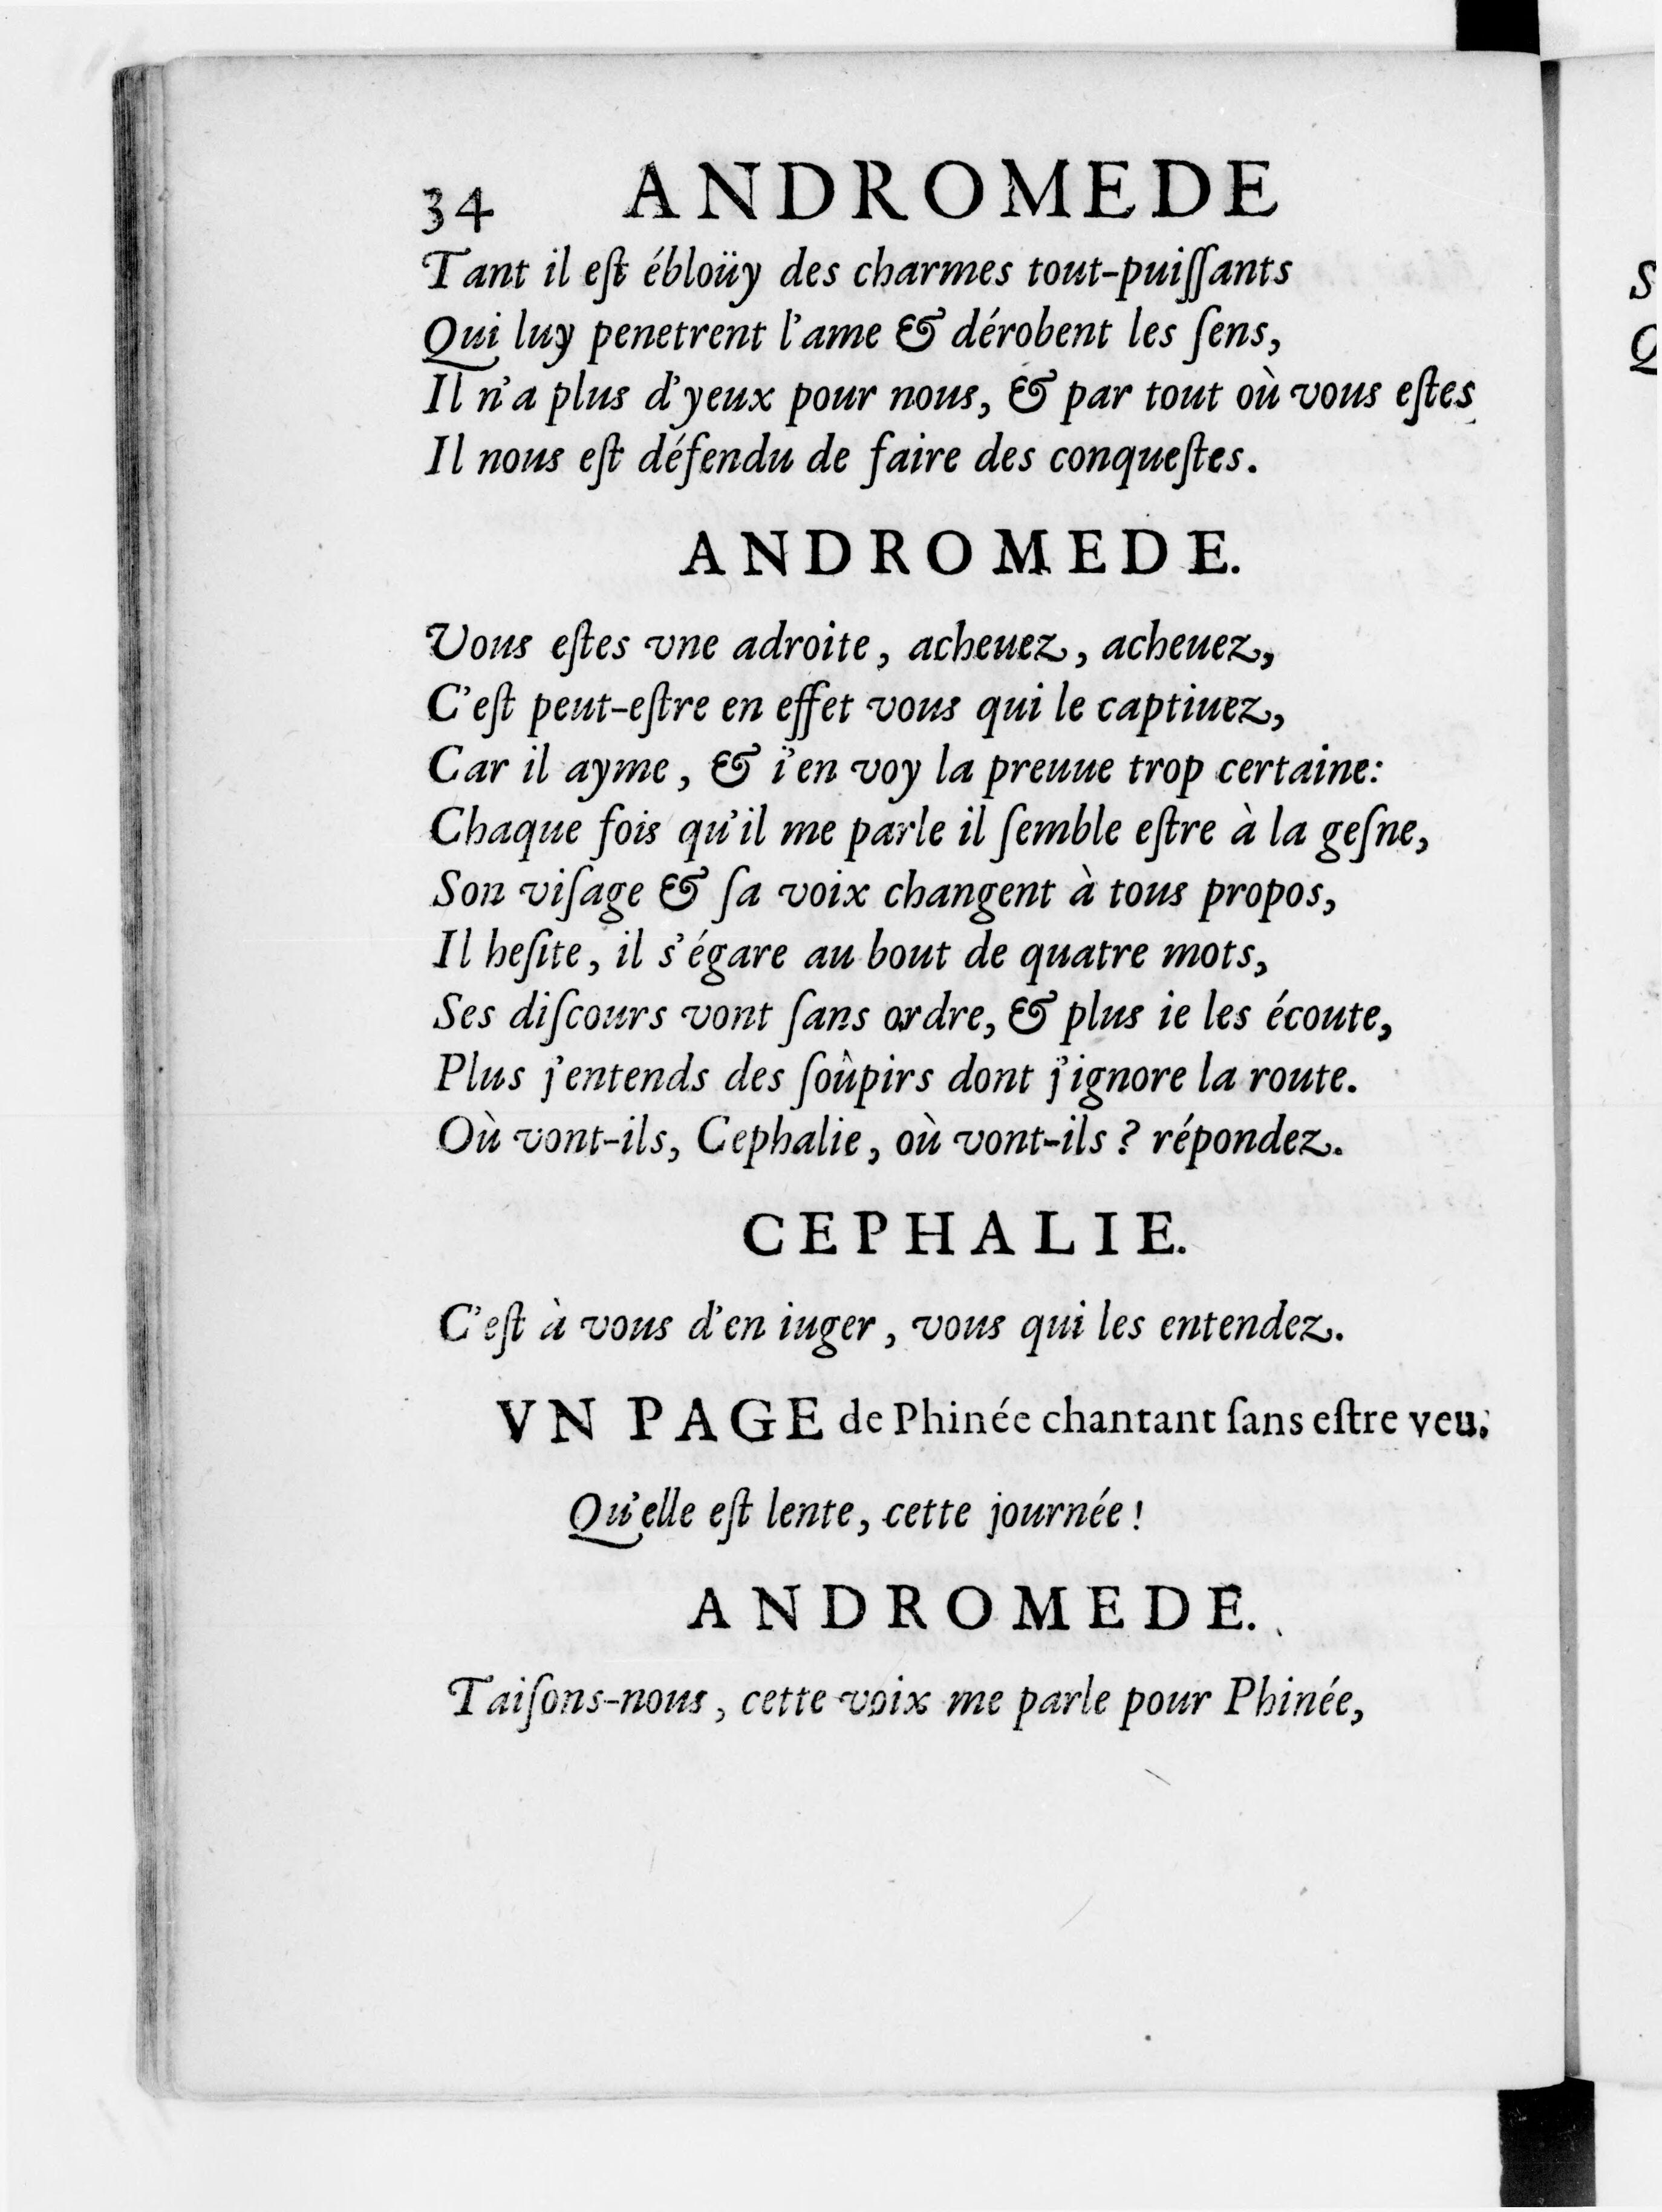 34 ANDROMEDE
Tant il eſt ébloüy des charmes tout-puiſſants
Qui luy penetrent l'ame & dérobent les ſens,
Il n'a plus d'yeux pour nous, & par tout où vous eſtes
Il nous eſt défendu de faire des conqueſtes.
ANDROMEDE.
Vous eſtes vne adroite, acheuez, acheuez,
C'eſt peut-eſtre en effet vous qui le captiuez,
Car il ayme, & i'en voy la preuue trop certaine:
Chaque fois qu'il me parle il ſemble eſtre à la geſne,
Son viſage & ſa voix changent à tous propos,
Il heſite, il s'égare au bout de quatre mots,
Ses diſcours vont ſans ordre, & plus ie les écoute,
Plus j'entends des ſoûpirs dont j'ignore la route.
Où vont-ils, Cephalie, où vont-ils? répondez.
CEPHALIE.
C'eſt à vous d'en iuger, vous qui les entendez.
VN PAGE de Phinée chantant ſans eſtre veu.
Qu'elle eſt lente, cette journée!
ANDROMEDE.
Taiſons-nous, cette voix me parle pour Phinée,
S
Q